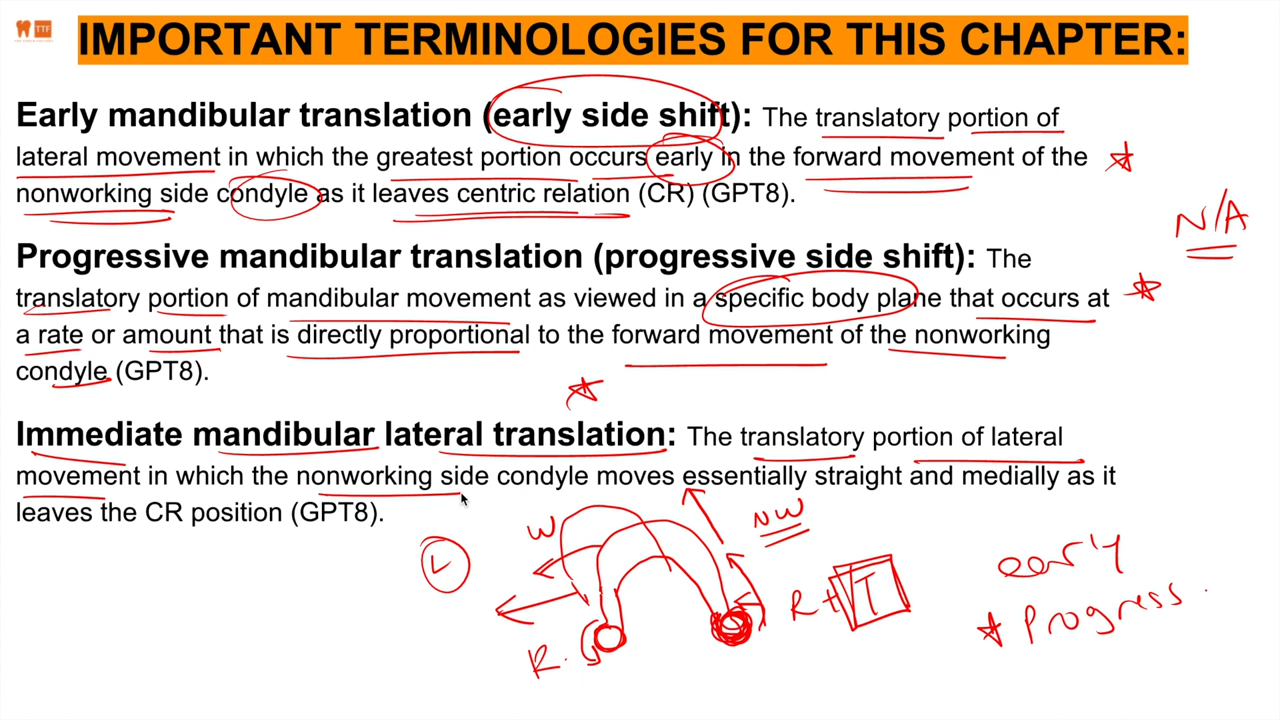 TTF
IMPORTANT TERMINOLOGIES FOR THIS CHAPTER:
Early mandibular translation (early side shift): The translatory portion of
lateral movement in which the greatest portion occurs early in the forward movement of the
nonworking side condyle as it leaves centric relation (CR) (GPT8).
N/A
Progressive mandibular translation (progressive side shift): The
translatory portion of mandibular movement as viewed in a specific body plane that occurs at
a rate or amount that is directly proportional to the forward movement of the nonworking
condyle (GPT8).
Immediate mandibular lateral translation: The translatory portion of lateral
movement in which the nonworking side condyle moves essentially straight and medially as it
leaves the CR position (GPT8).
W
NW
early
R + T
Progress.
R.